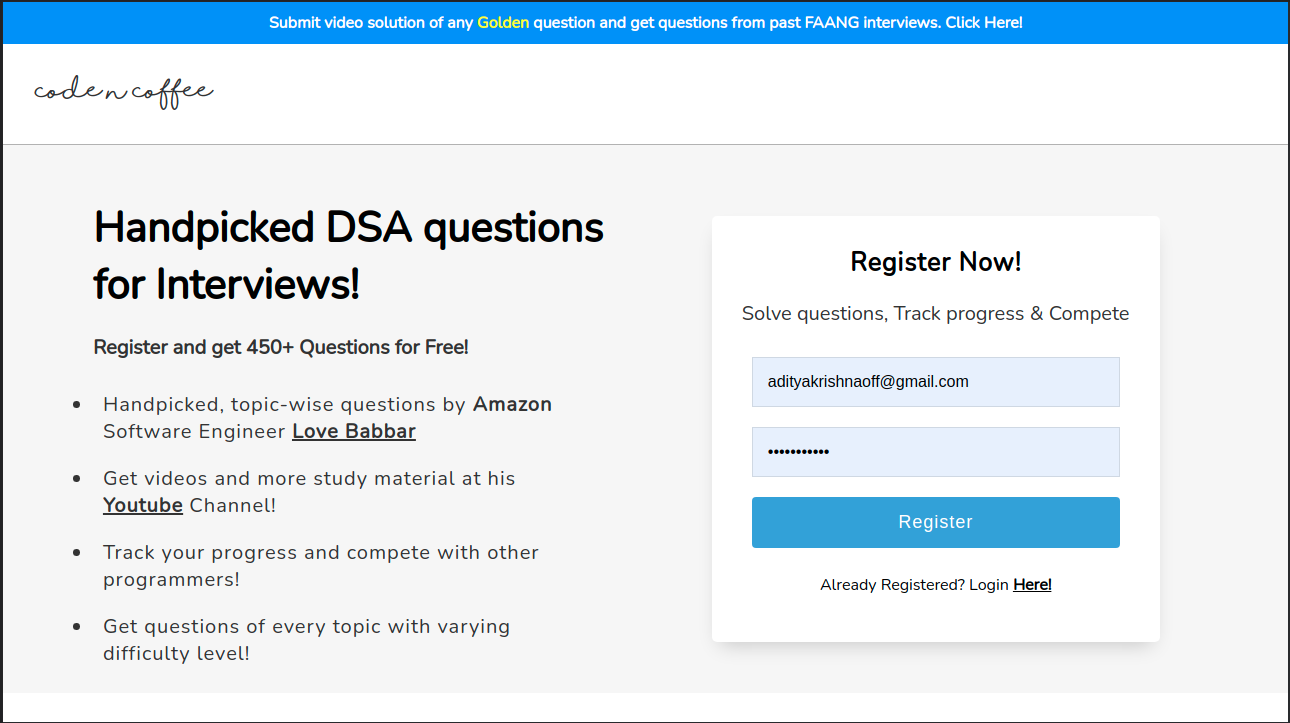 Submit video solution of any Golden question and get questions from past FAANG interviews. Click Here!
code n coffee
Handpicked DSA questions
for Interviews!
Register and get 450+ Questions for Free!
Handpicked, topic-wise questions by Amazon
Software Engineer Love Babbar
Get videos and more study material at his
Youtube Channel!
Track your progress and compete with other
programmers!
Get questions of every topic with varying
difficulty level!
Register Now!
Solve questions, Track progress & Compete
adityakrishnaoff@gmail.com
•••••••••••
Register
Already Registered? Login Here!